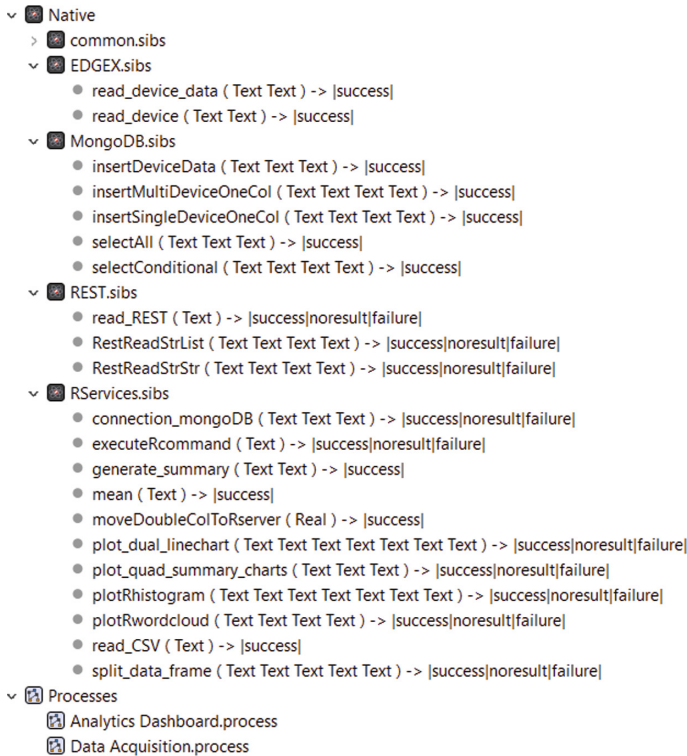 Native
common.sibs
EDGEX.sibs
read_device_data ( Text Text ) -> |success|
read_device ( Text Text ) -> |success|
MongoDB.sibs
insertDeviceData ( Text Text Text ) -> |success|
insertMultiDeviceOneCol ( Text Text Text Text ) -> |success|
insertSingleDeviceOneCol ( Text Text Text Text ) -> |success|
selectAll ( Text Text Text ) -> |success|
selectConditional ( Text Text Text Text ) -> |success|
REST.sibs
read_REST ( Text ) -> |success|noresult|failure|
RestReadStrList ( Text Text Text Text ) -> |success|noresult|failure|
RestReadStrStr ( Text Text Text Text ) -> |success|noresult|failure|
RServices.sibs
connection_mongoDB ( Text Text Text ) -> |success|noresult|failure|
executeRcommand ( Text ) -> |success|noresult|failure|
generate_summary ( Text Text ) -> |success|
mean ( Text ) -> |success|
moveDoubleColToRserver ( Real ) -> |success|
plot_dual_linechart ( Text Text Text Text Text Text Text ) -> |success|noresult|failure|
plot_quad_summary_charts ( Text Text Text ) -> |success|noresult|failure|
plotRhistogram ( Text Text Text Text Text Text Text ) -> |success|noresult|failure|
plotRwordcloud ( Text Text Text Text ) -> |success|noresult|failure|
read_CSV ( Text ) -> |success|
split_data_frame ( Text Text Text Text Text ) -> |success|noresult|failure|
Processes
Analytics Dashboard.process
Data Acquisition.process